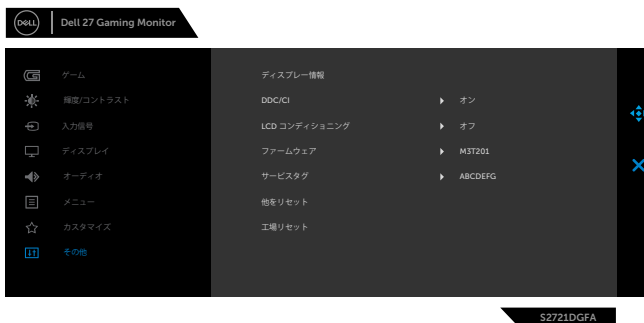 DELL
Dell 27 Gaming Monitor
ゲーム
ディスプレー情報
輝度/コントラスト
DDC/CI
オン
入力信号
LCD コンディショニング
オフ
ディスプレイ
ファームウェア
M3T201
オーディオ
サービスタグ
ABCDEFG
メニュー
他をリセット
カスタマイズ
工場リセット
その他
S2721DGFA